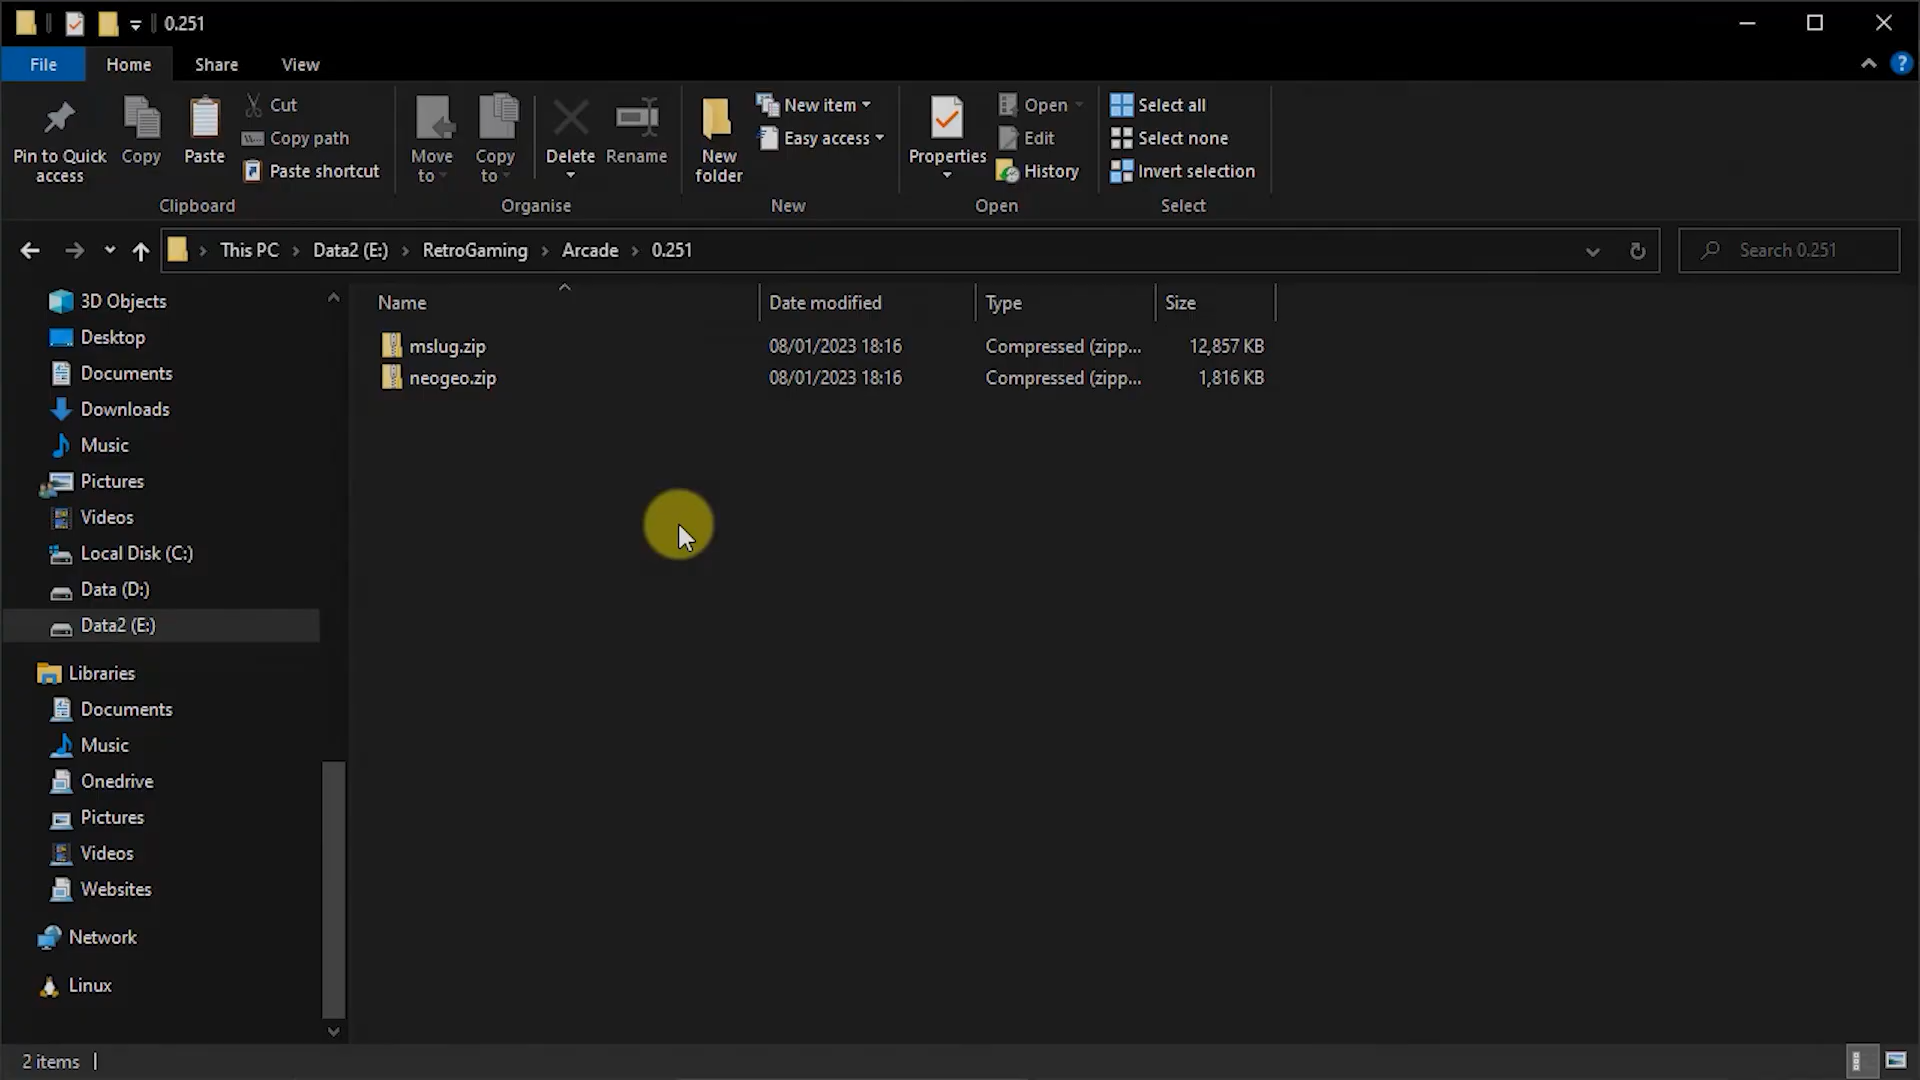 0.251
File Home Share View
Pin to Quick access
Copy
Paste
Cut
Copy path
Paste shortcut
Clipboard
Move to
Copy to
Delete
Rename
Organise
New folder
New item
Easy access
New
Properties
Open
Edit
History
Open
Select all
Select none
Invert selection
Select
This PC Data2 (E:) RetroGaming Arcade 0.251
Search 0.251
3D Objects
Desktop
Documents
Downloads
Music
Pictures
Videos
Local Disk (C:)
Data (D:)
Data2 (E:)
Libraries
Documents
Music
Onedrive
Pictures
Videos
Websites
Network
Linux
Name Date modified Type Size
mslug.zip 08/01/2023 18:16 Compressed (zipp... 12,857 KB
neogeo.zip 08/01/2023 18:16 Compressed (zipp... 1,816 KB
2 items